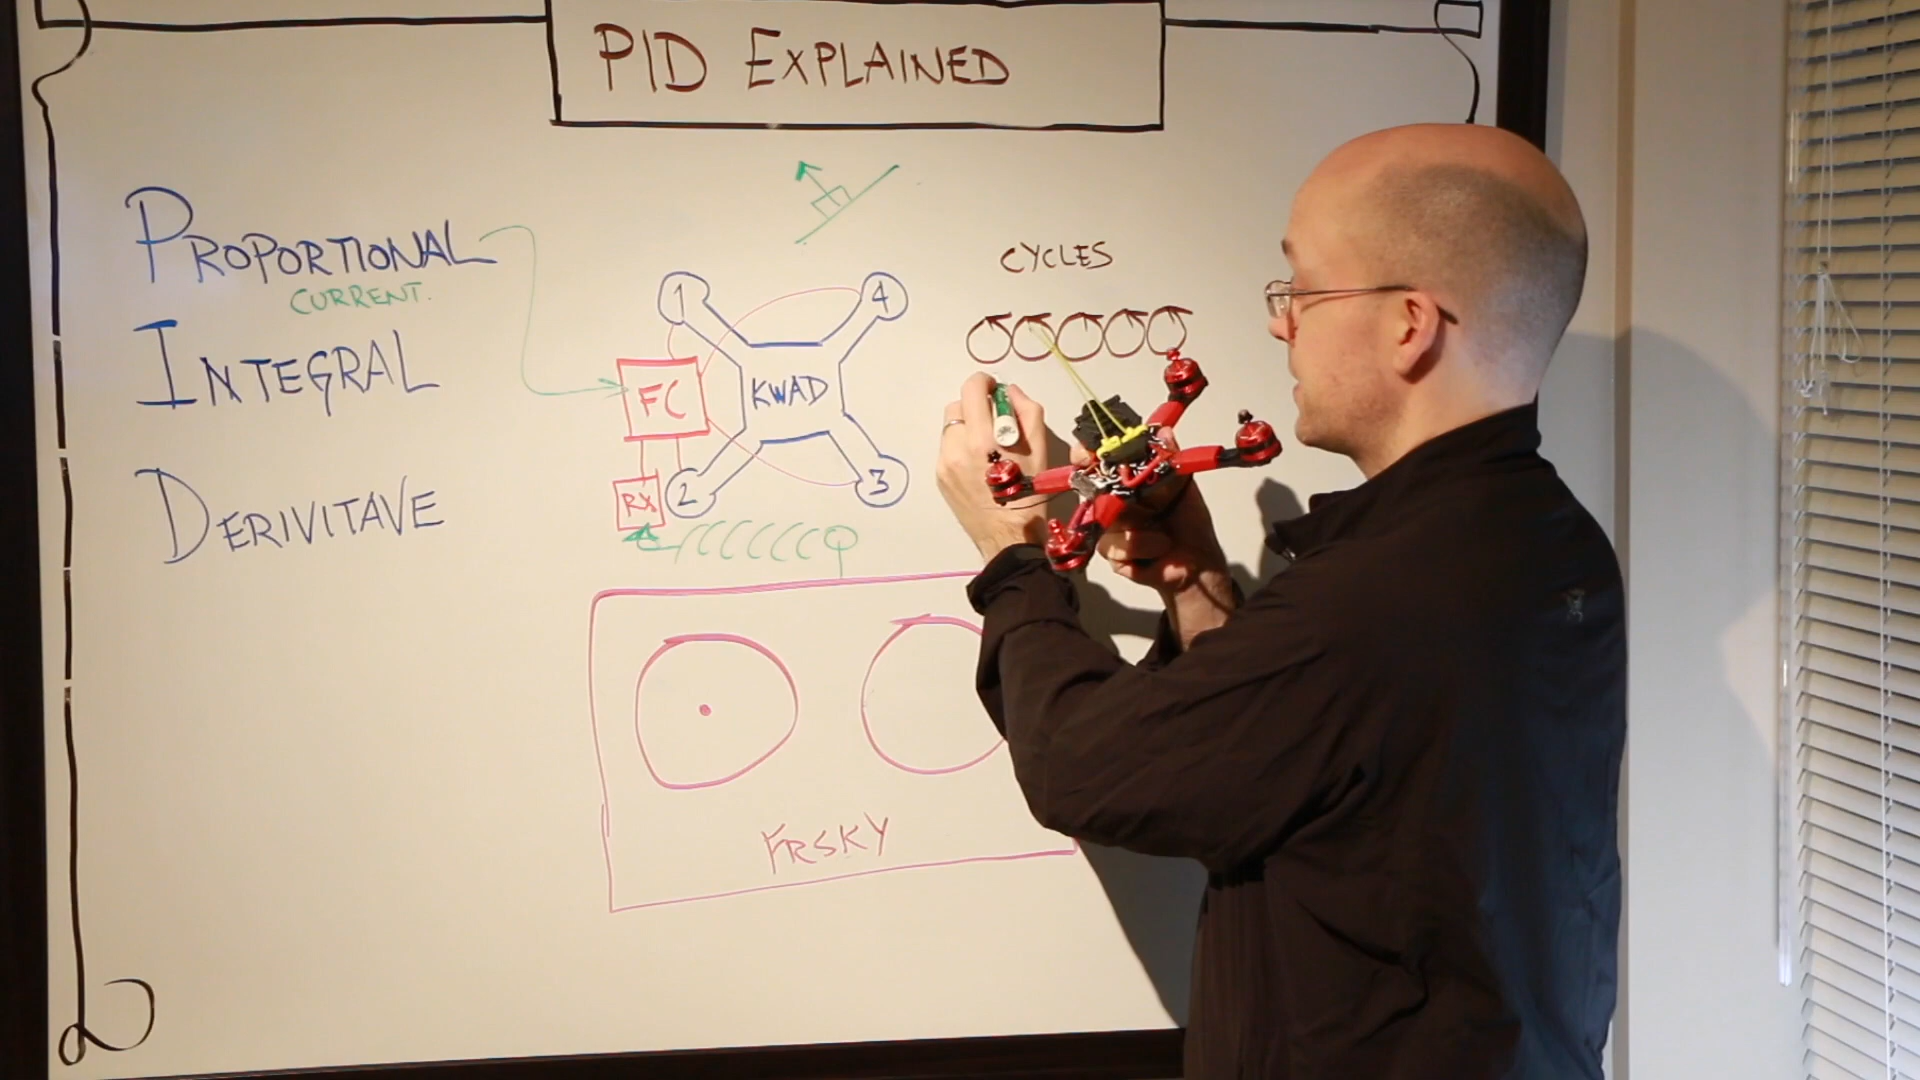 PID EXPLAINED
PROPORTIONAL
CURRENT.
INTEGRAL
DERIVITAVE
CYCLES
1
4
FC
KWAD
RX
2
3
FRSKY